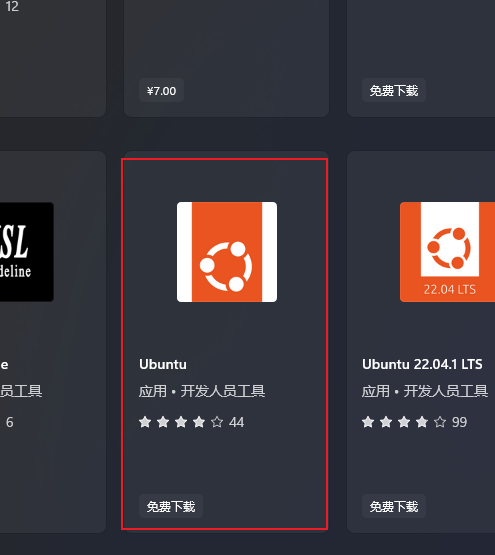 12
¥7.00
免费下载
SL
deline
22.04 LTS
e
Ubuntu
Ubuntu 22.04.1 LTS
员工具
应用 • 开发人员工具
应用 • 开发人员工具
6
44
99
免费下载
免费下载